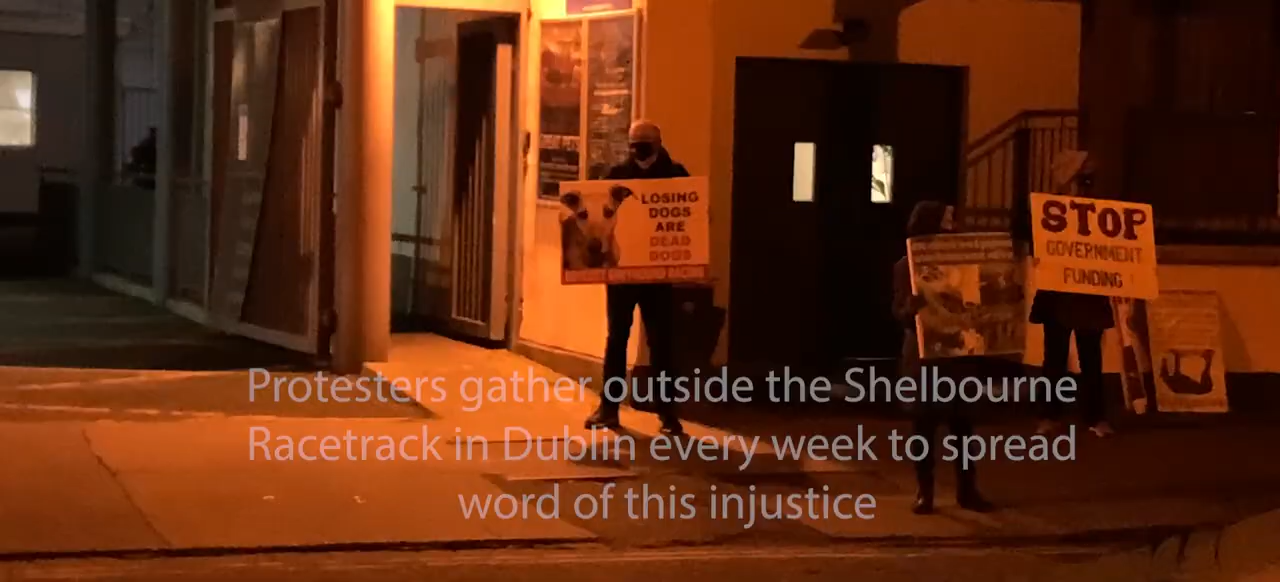 LOSING
DOGS
ARE
DEAD
DOGS
STOP
GOVERNMENT
FUNDING !
Protesters gather outside the Shelbourne
Racetrack in Dublin every week to spread
word of this injustice